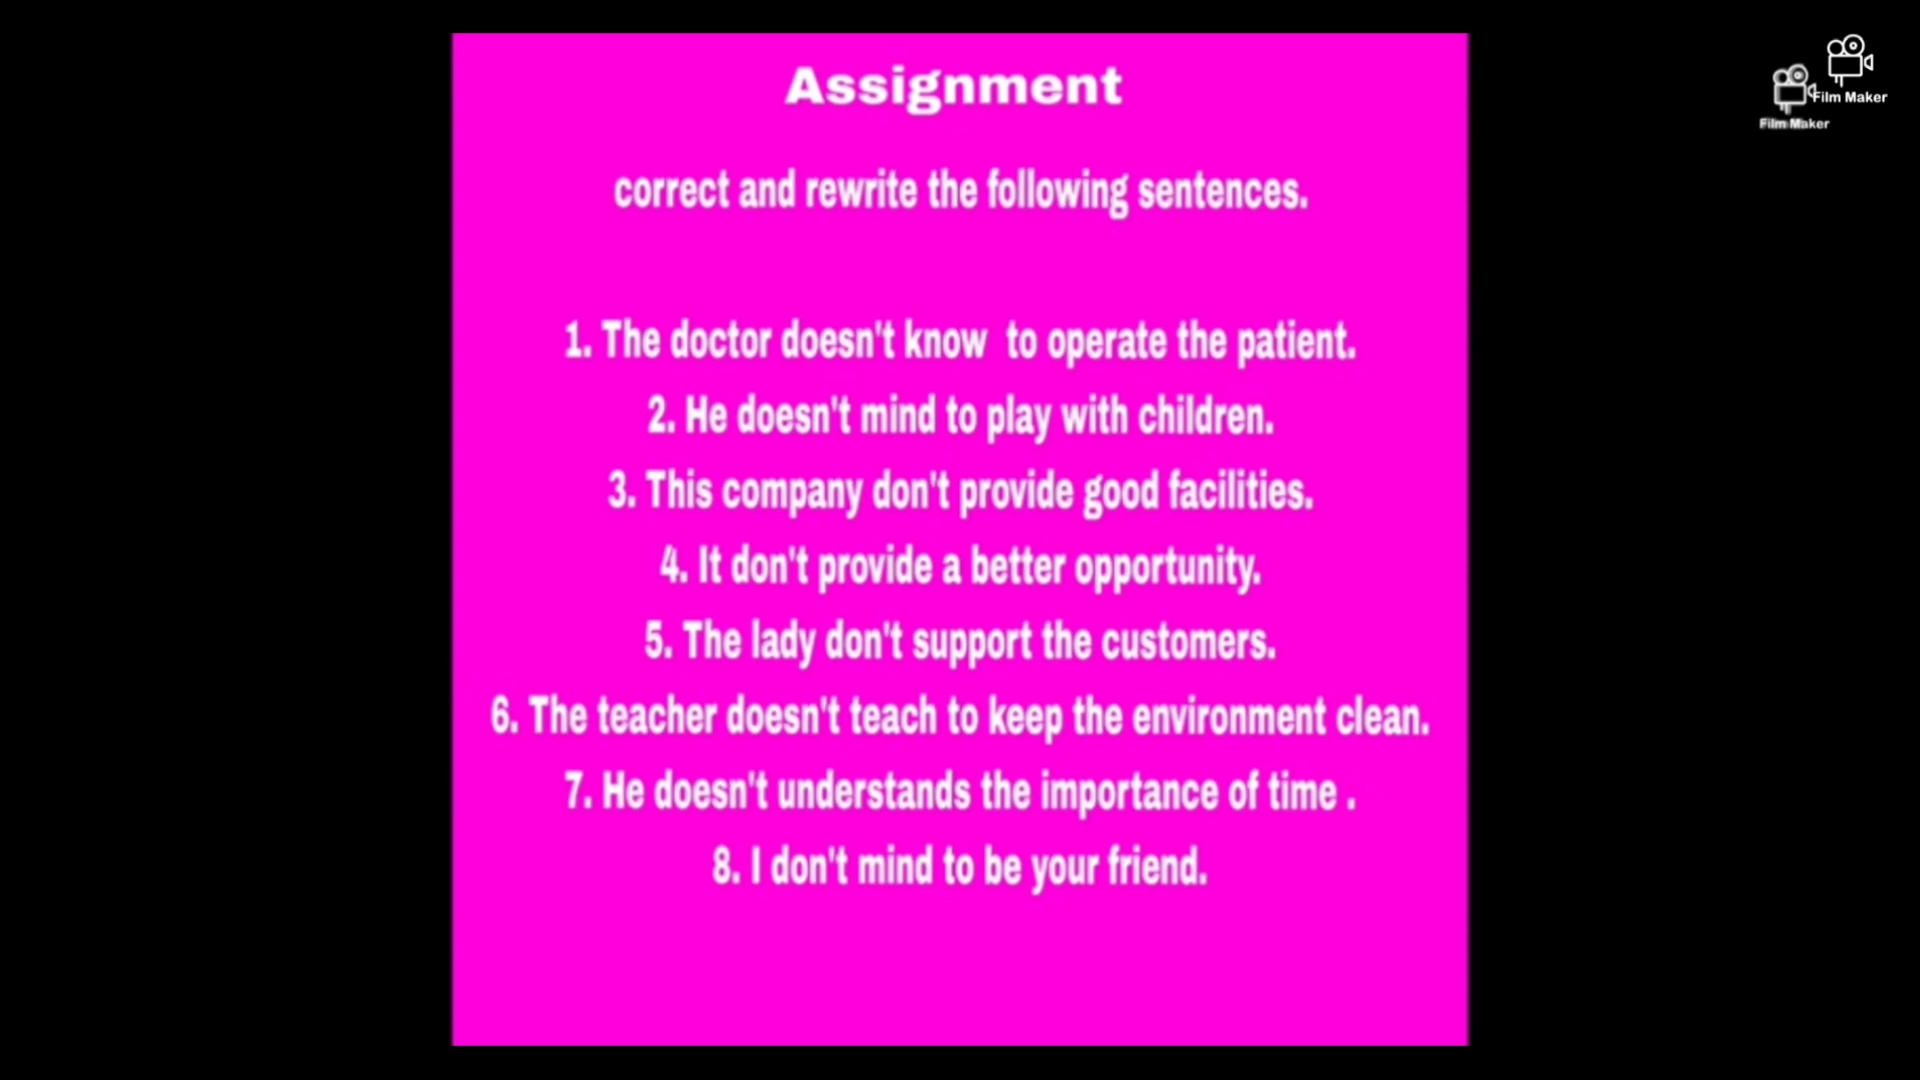 Assignment
correct and rewrite the following sentences.
1. The doctor doesn't know  to operate the patient.
2. He doesn't mind to play with children.
3. This company don't provide good facilities.
4. It don't provide a better opportunity.
5. The lady don't support the customers.
6. The teacher doesn't teach to keep the environment clean.
7. He doesn't understands the importance of time .
8. I don't mind to be your friend.
Film Maker
Film Maker